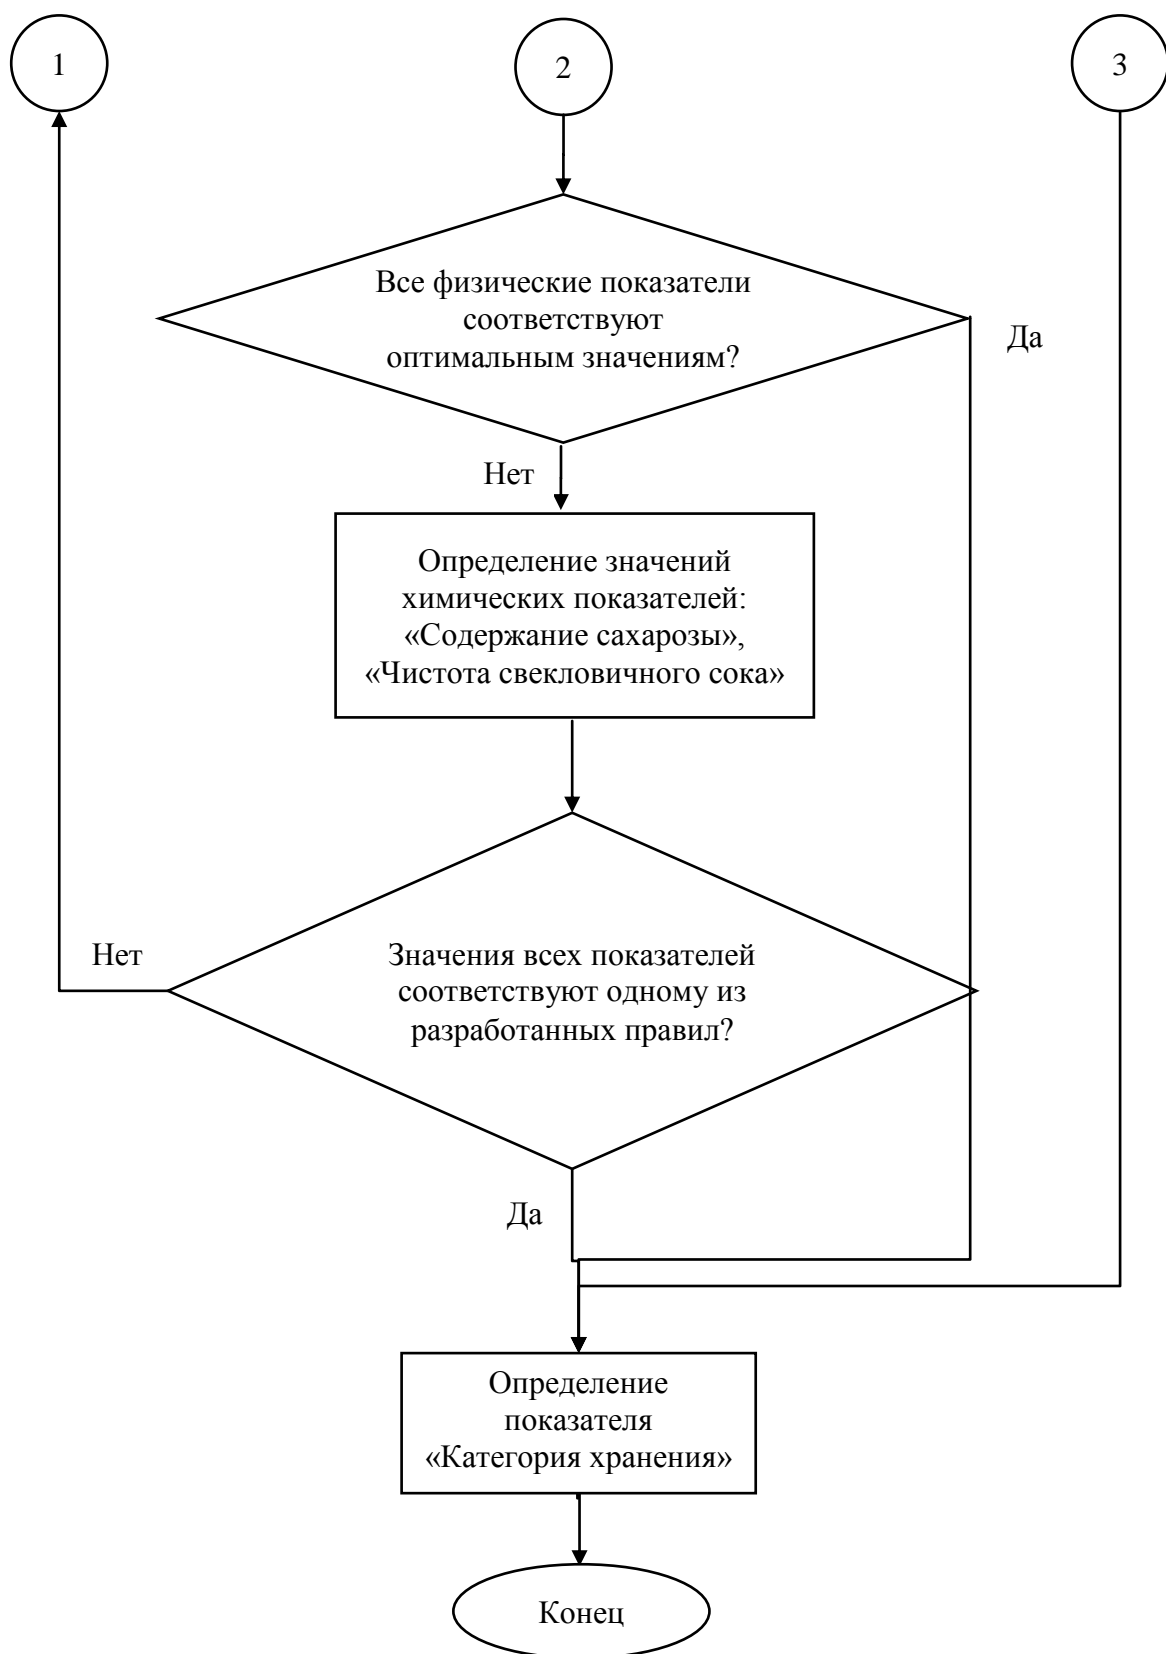 1
2
3
Все физические показатели
соответствуют
оптимальным значениям?
Да
Нет
Определение значений
химических показателей:
«Содержание сахарозы»,
«Чистота свекловичного сока»
Нет
Значения всех показателей
соответствуют одному из
разработанных правил?
Да
Определение
показателя
«Категория хранения»
Конец